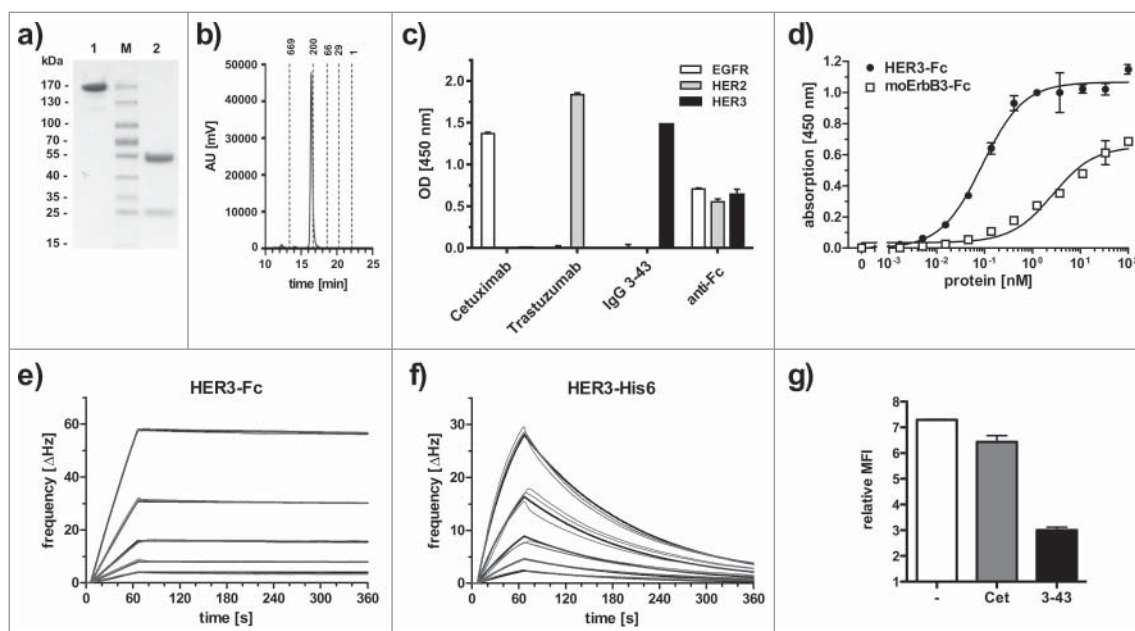 a)
1 M 2
kDa
170 -
130 -
100 -
70 -
55 -
40 -
35 -
25 -
15 -
b)
669
200
66
29
1
50000
40000
30000
20000
10000
0
AU [mV]
10 15 20 25
time [min]
c)
EGFR
HER2
HER3
2.0
1.5
1.0
0.5
0.0
OD [450 nm]
Cetuximab
Trastuzumab
IgG 3-43
anti-Fc
d)
HER3-Fc
moErbB3-Fc
1.2
1.0
0.8
0.6
0.4
0.2
0.0
absorption [450 nm]
0 10⁻³ 10⁻² 10⁻¹ 10⁰ 10¹ 10²
protein [nM]
e)
HER3-Fc
60
40
20
0
frequency [ΔHz]
0 60 120 180 240 300 360
time [s]
f)
HER3-His6
30
20
10
0
frequency [ΔHz]
0 60 120 180 240 300 360
time [s]
g)
8
7
6
5
4
3
2
1
relative MFI
- Cet 3-43